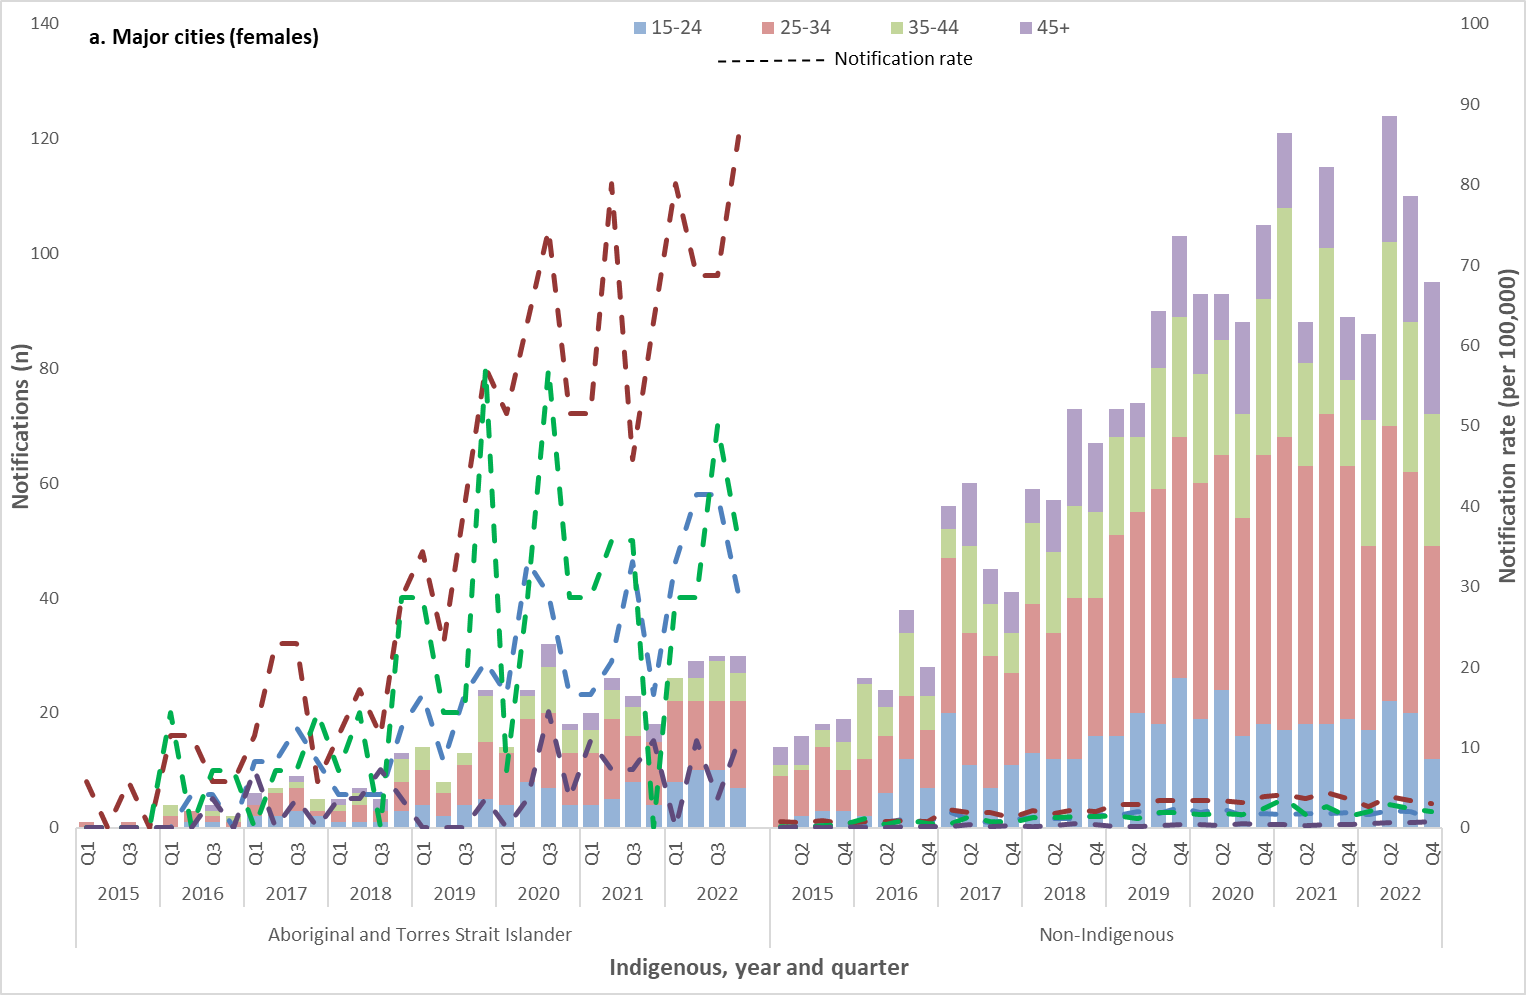 a. Major cities (females)
15-24 25-34 35-44 45+
Notification rate
140
120
100
80
60
40
20
0
Notifications (n)
100
90
80
70
60
50
40
30
20
10
0
Notification rate (per 100,000)
Q1 Q3 Q1 Q3 Q1 Q3 Q1 Q3 Q1 Q3 Q1 Q3 Q1 Q3 Q1 Q3 Q2 Q4 Q2 Q4 Q2 Q4 Q2 Q4 Q2 Q4 Q2 Q4 Q2 Q4 Q2 Q4
2015 2016 2017 2018 2019 2020 2021 2022 2015 2016 2017 2018 2019 2020 2021 2022
Aboriginal and Torres Strait Islander Non-Indigenous
Indigenous, year and quarter